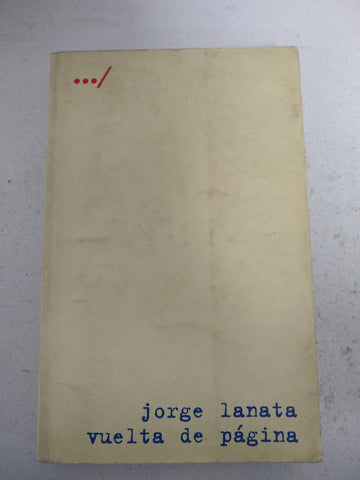 •••/
jorge lanata
vuelta de página